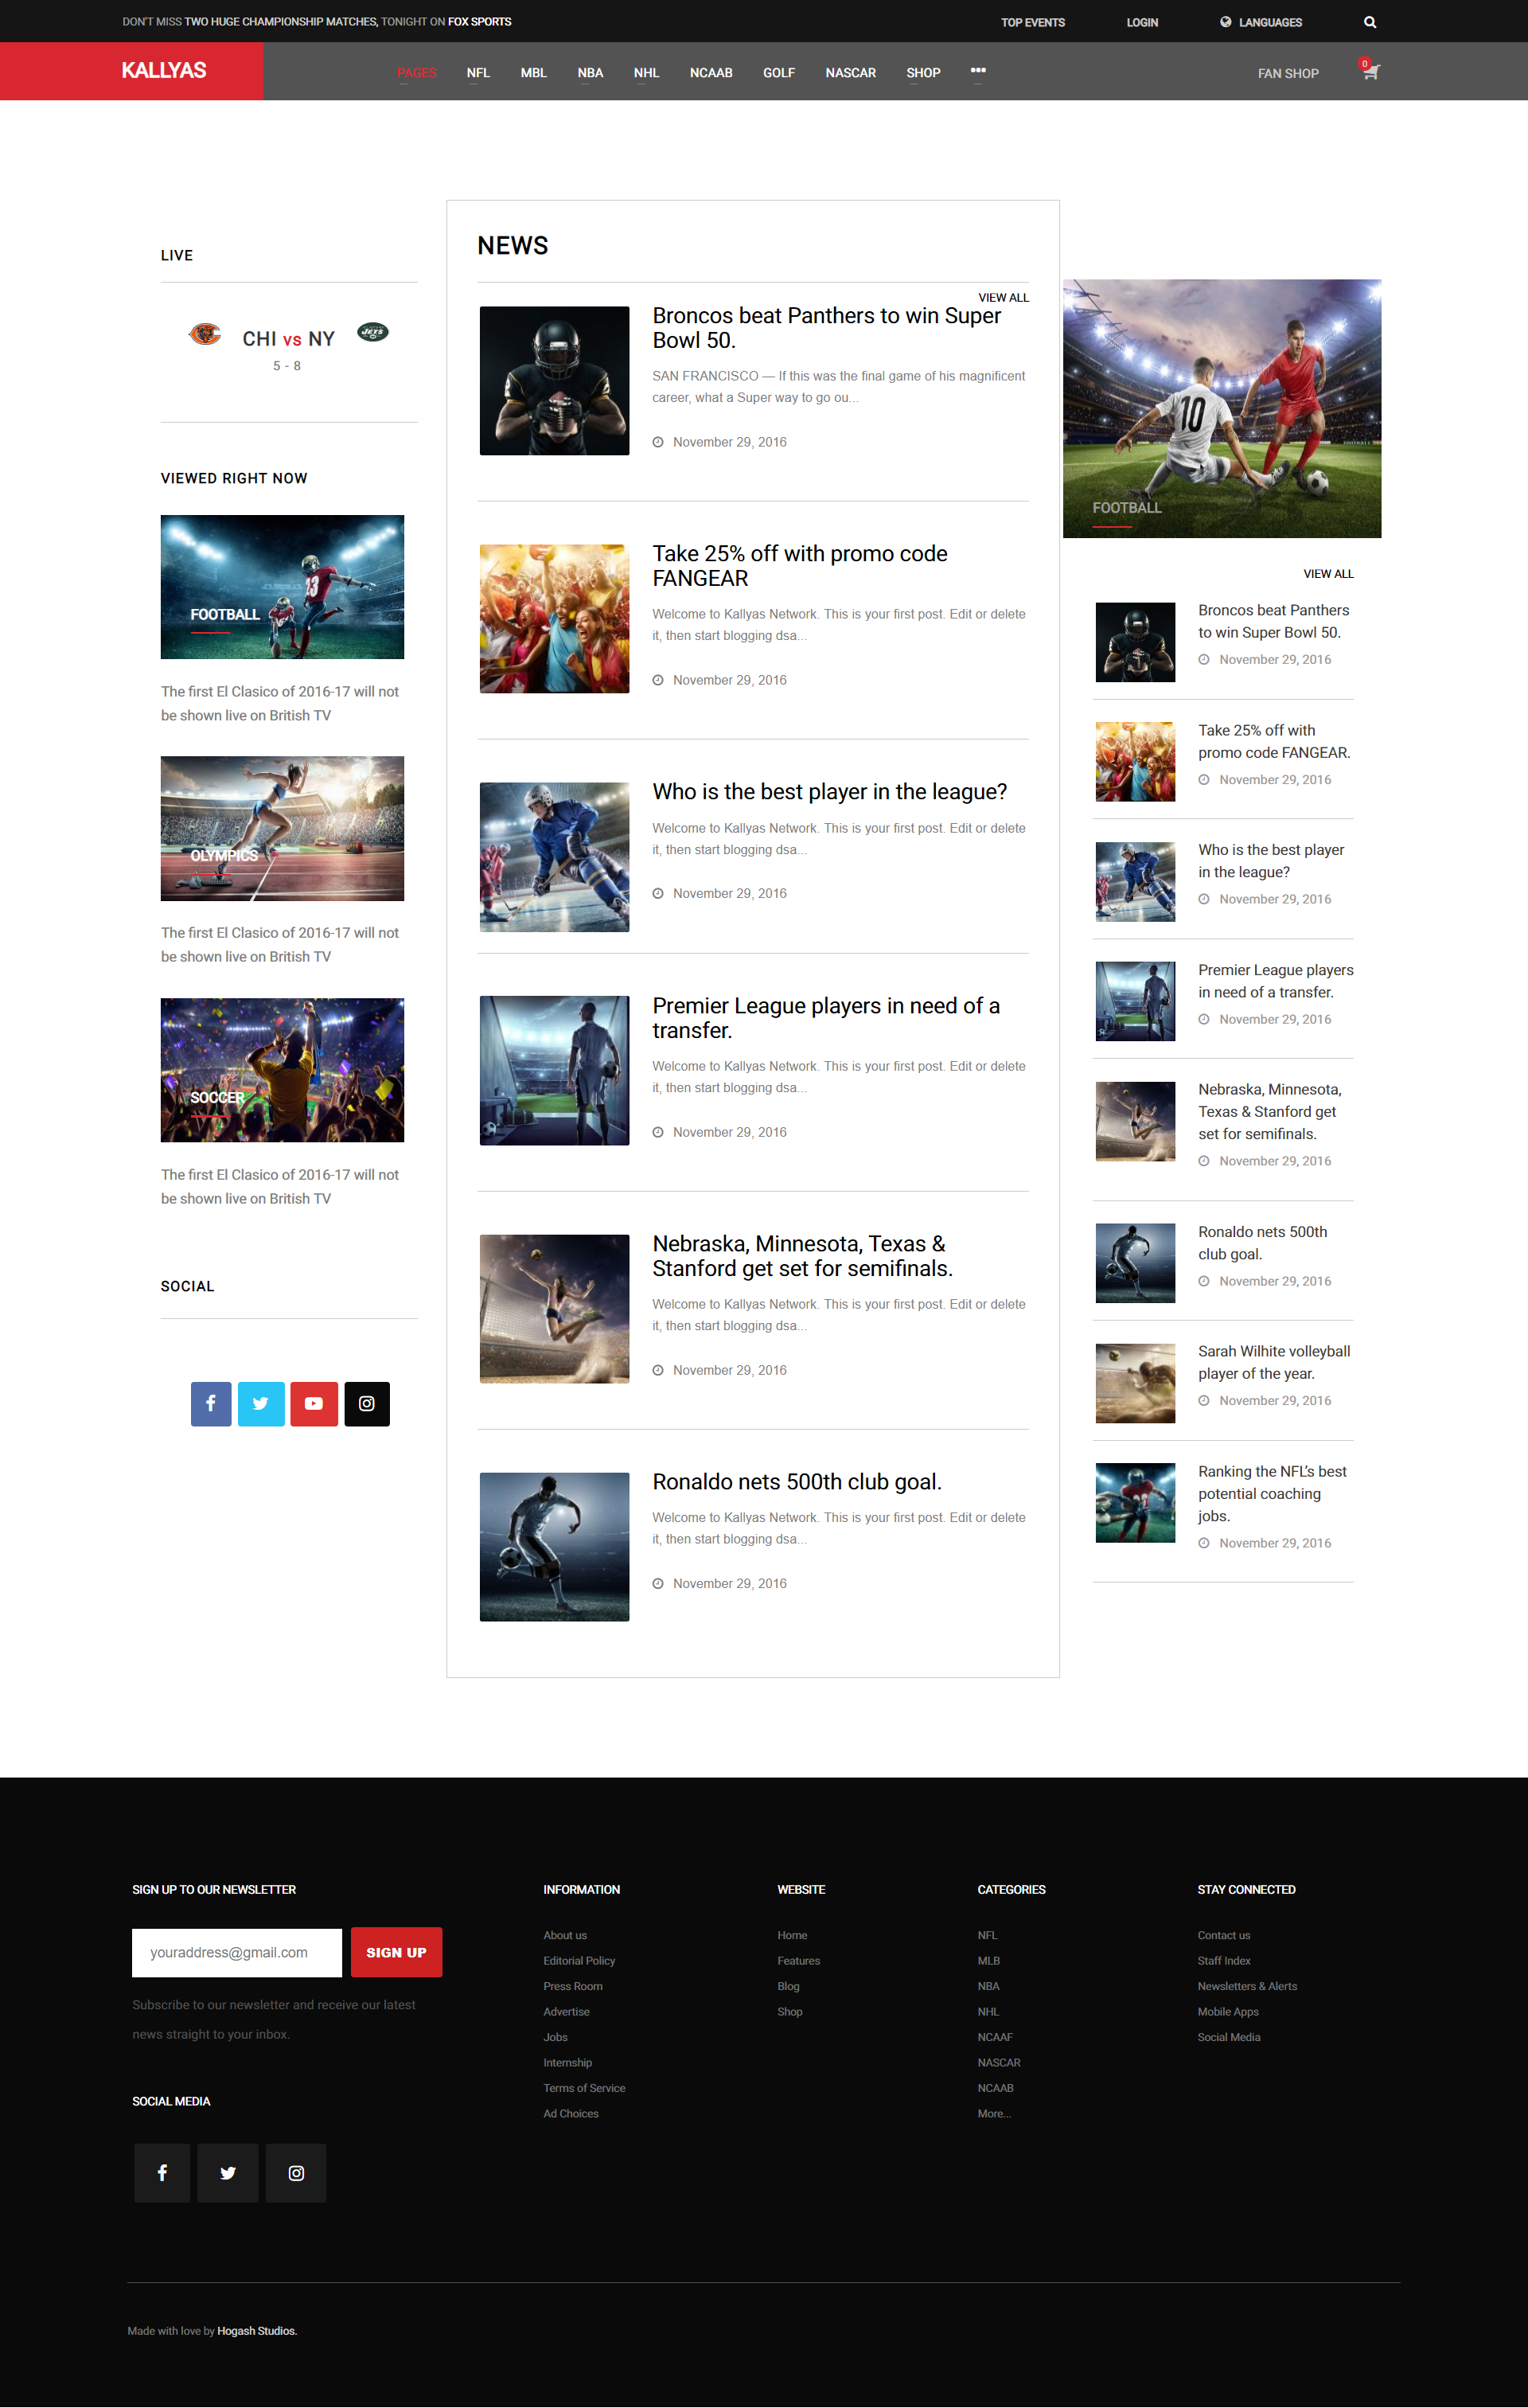 DON'T MISS TWO HUGE CHAMPIONSHIP MATCHES, TONIGHT ON FOX SPORTS
TOP EVENTS
LOGIN
LANGUAGES
KALLYAS
PAGES
NFL
MBL
NBA
NHL
NCAAB
GOLF
NASCAR
SHOP
•••
FAN SHOP
0
LIVE
CHI vs NY
JETS
5 - 8
VIEWED RIGHT NOW
23
FOOTBALL
The first El Clasico of 2016-17 will not
be shown live on British TV
OLYMPICS
The first El Clasico of 2016-17 will not
be shown live on British TV
SOCCER
The first El Clasico of 2016-17 will not
be shown live on British TV
SOCIAL
NEWS
VIEW ALL
Broncos beat Panthers to win Super
Bowl 50.
SAN FRANCISCO — If this was the final game of his magnificent
career, what a Super way to go ou...
November 29, 2016
Take 25% off with promo code
FANGEAR
Welcome to Kallyas Network. This is your first post. Edit or delete
it, then start blogging dsa...
November 29, 2016
Who is the best player in the league?
Welcome to Kallyas Network. This is your first post. Edit or delete
it, then start blogging dsa...
November 29, 2016
Premier League players in need of a
transfer.
Welcome to Kallyas Network. This is your first post. Edit or delete
it, then start blogging dsa...
November 29, 2016
Nebraska, Minnesota, Texas &
Stanford get set for semifinals.
Welcome to Kallyas Network. This is your first post. Edit or delete
it, then start blogging dsa...
November 29, 2016
Ronaldo nets 500th club goal.
Welcome to Kallyas Network. This is your first post. Edit or delete
it, then start blogging dsa...
November 29, 2016
10
FOOTBALL
VIEW ALL
Broncos beat Panthers
to win Super Bowl 50.
November 29, 2016
Take 25% off with
promo code FANGEAR.
November 29, 2016
Who is the best player
in the league?
November 29, 2016
Premier League players
in need of a transfer.
November 29, 2016
Nebraska, Minnesota,
Texas & Stanford get
set for semifinals.
November 29, 2016
Ronaldo nets 500th
club goal.
November 29, 2016
Sarah Wilhite volleyball
player of the year.
November 29, 2016
Ranking the NFL's best
potential coaching
jobs.
November 29, 2016
SIGN UP TO OUR NEWSLETTER
youraddress@gmail.com
SIGN UP
Subscribe to our newsletter and receive our latest
news straight to your inbox.
SOCIAL MEDIA
INFORMATION
About us
Editorial Policy
Press Room
Advertise
Jobs
Internship
Terms of Service
Ad Choices
WEBSITE
Home
Features
Blog
Shop
CATEGORIES
NFL
MLB
NBA
NHL
NCAAF
NASCAR
NCAAB
More...
STAY CONNECTED
Contact us
Staff Index
Newsletters & Alerts
Mobile Apps
Social Media
Made with love by Hogash Studios.